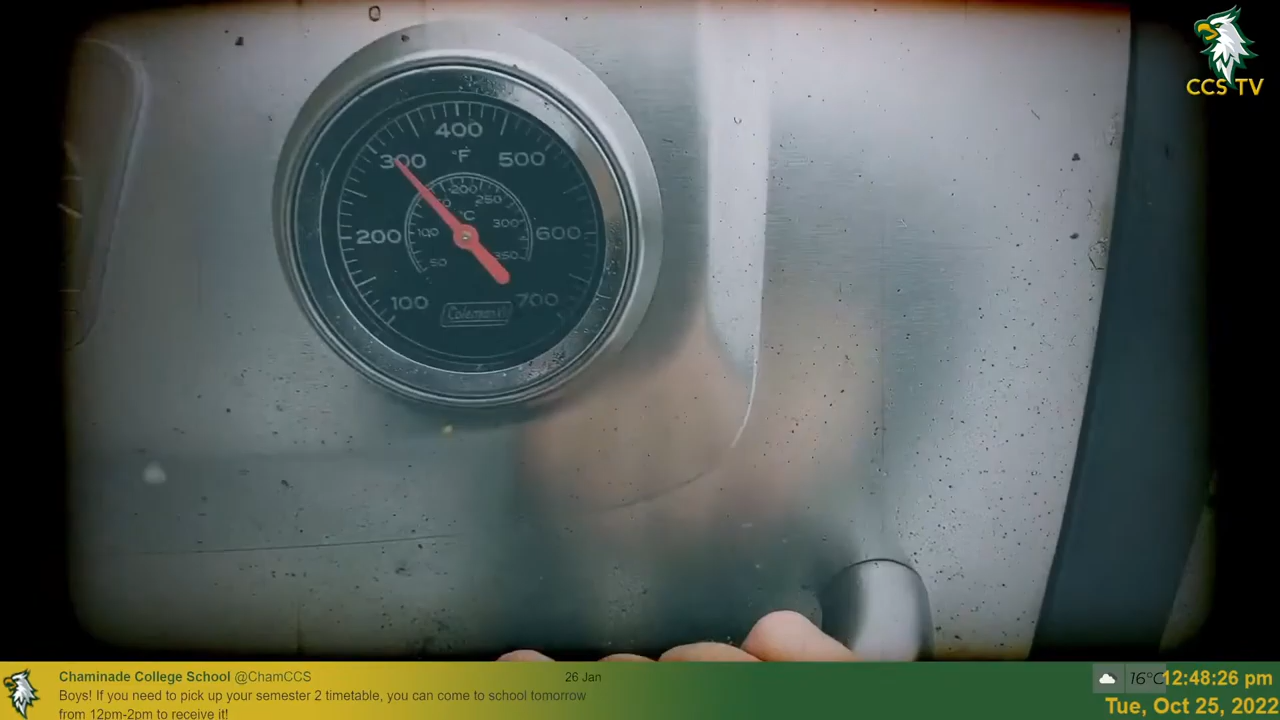 CCS TV
400
°F
300
500
200
250
°C
300
200
100
600
50
350
100
700
Coleman
Chaminade College School @ChamCCS
26 Jan
Boys! If you need to pick up your semester 2 timetable, you can come to school tomorrow
from 12pm-2pm to receive it!
16°C
12:48:26 pm
Tue, Oct 25, 2022